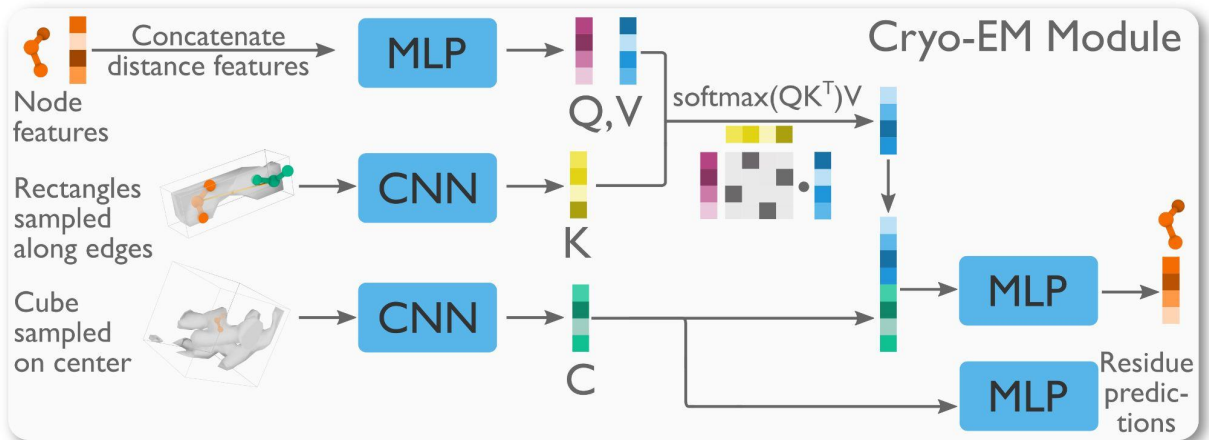 Cryo-EM Module
Concatenate
distance features
MLP
Node
features
Q, V
softmax(QK^T)V
Rectangles
sampled
along edges
CNN
K
Cube
sampled
on center
CNN
C
MLP
MLP
Residue
predic-
tions